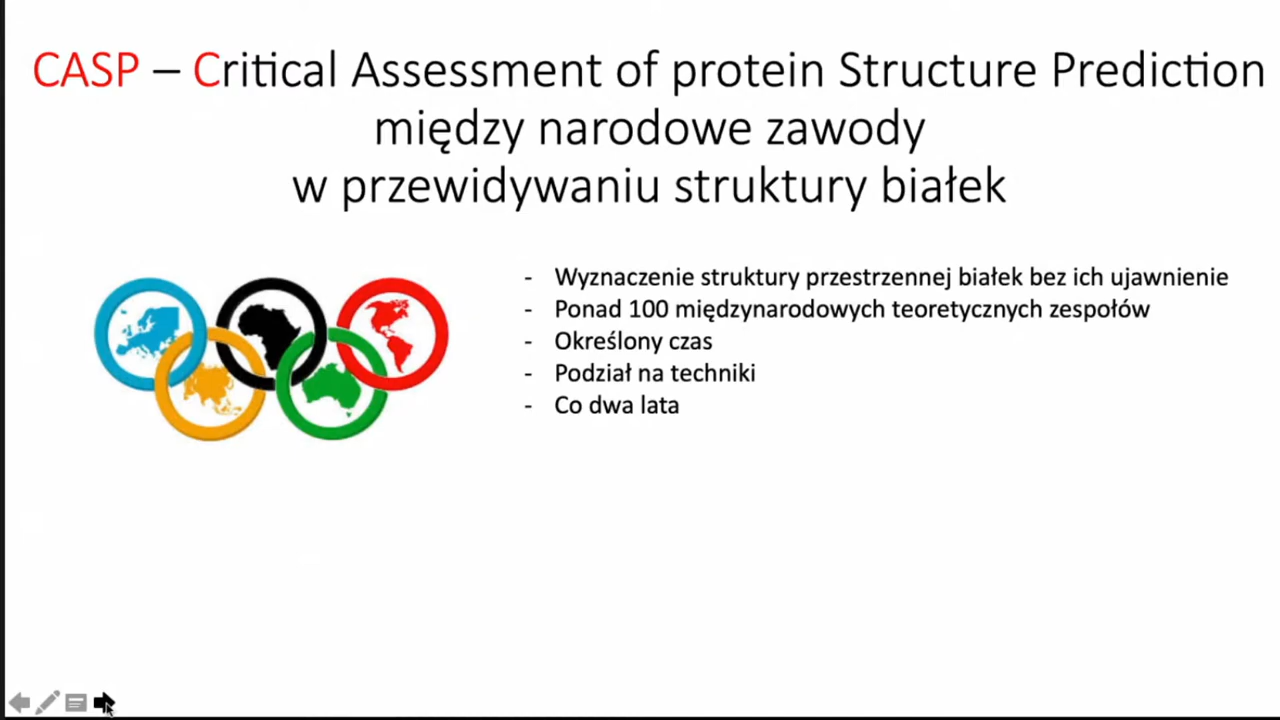 CASP – Critical Assessment of protein Structure Prediction
między narodowe zawody
w przewidywaniu struktury białek
- Wyznaczenie struktury przestrzennej białek bez ich ujawnienie
- Ponad 100 międzynarodowych teoretycznych zespołów
- Określony czas
- Podział na techniki
- Co dwa lata